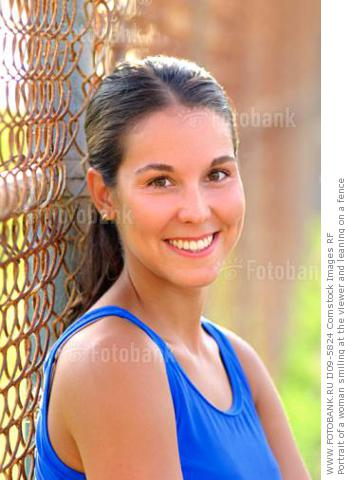 Fotobank
Fotobank
Fotobank
Fotobank
WWW.FOTOBANK.RU D09-5824 Comstock Images RF
Portrait of a woman smiling at the viewer and leaning on a fence